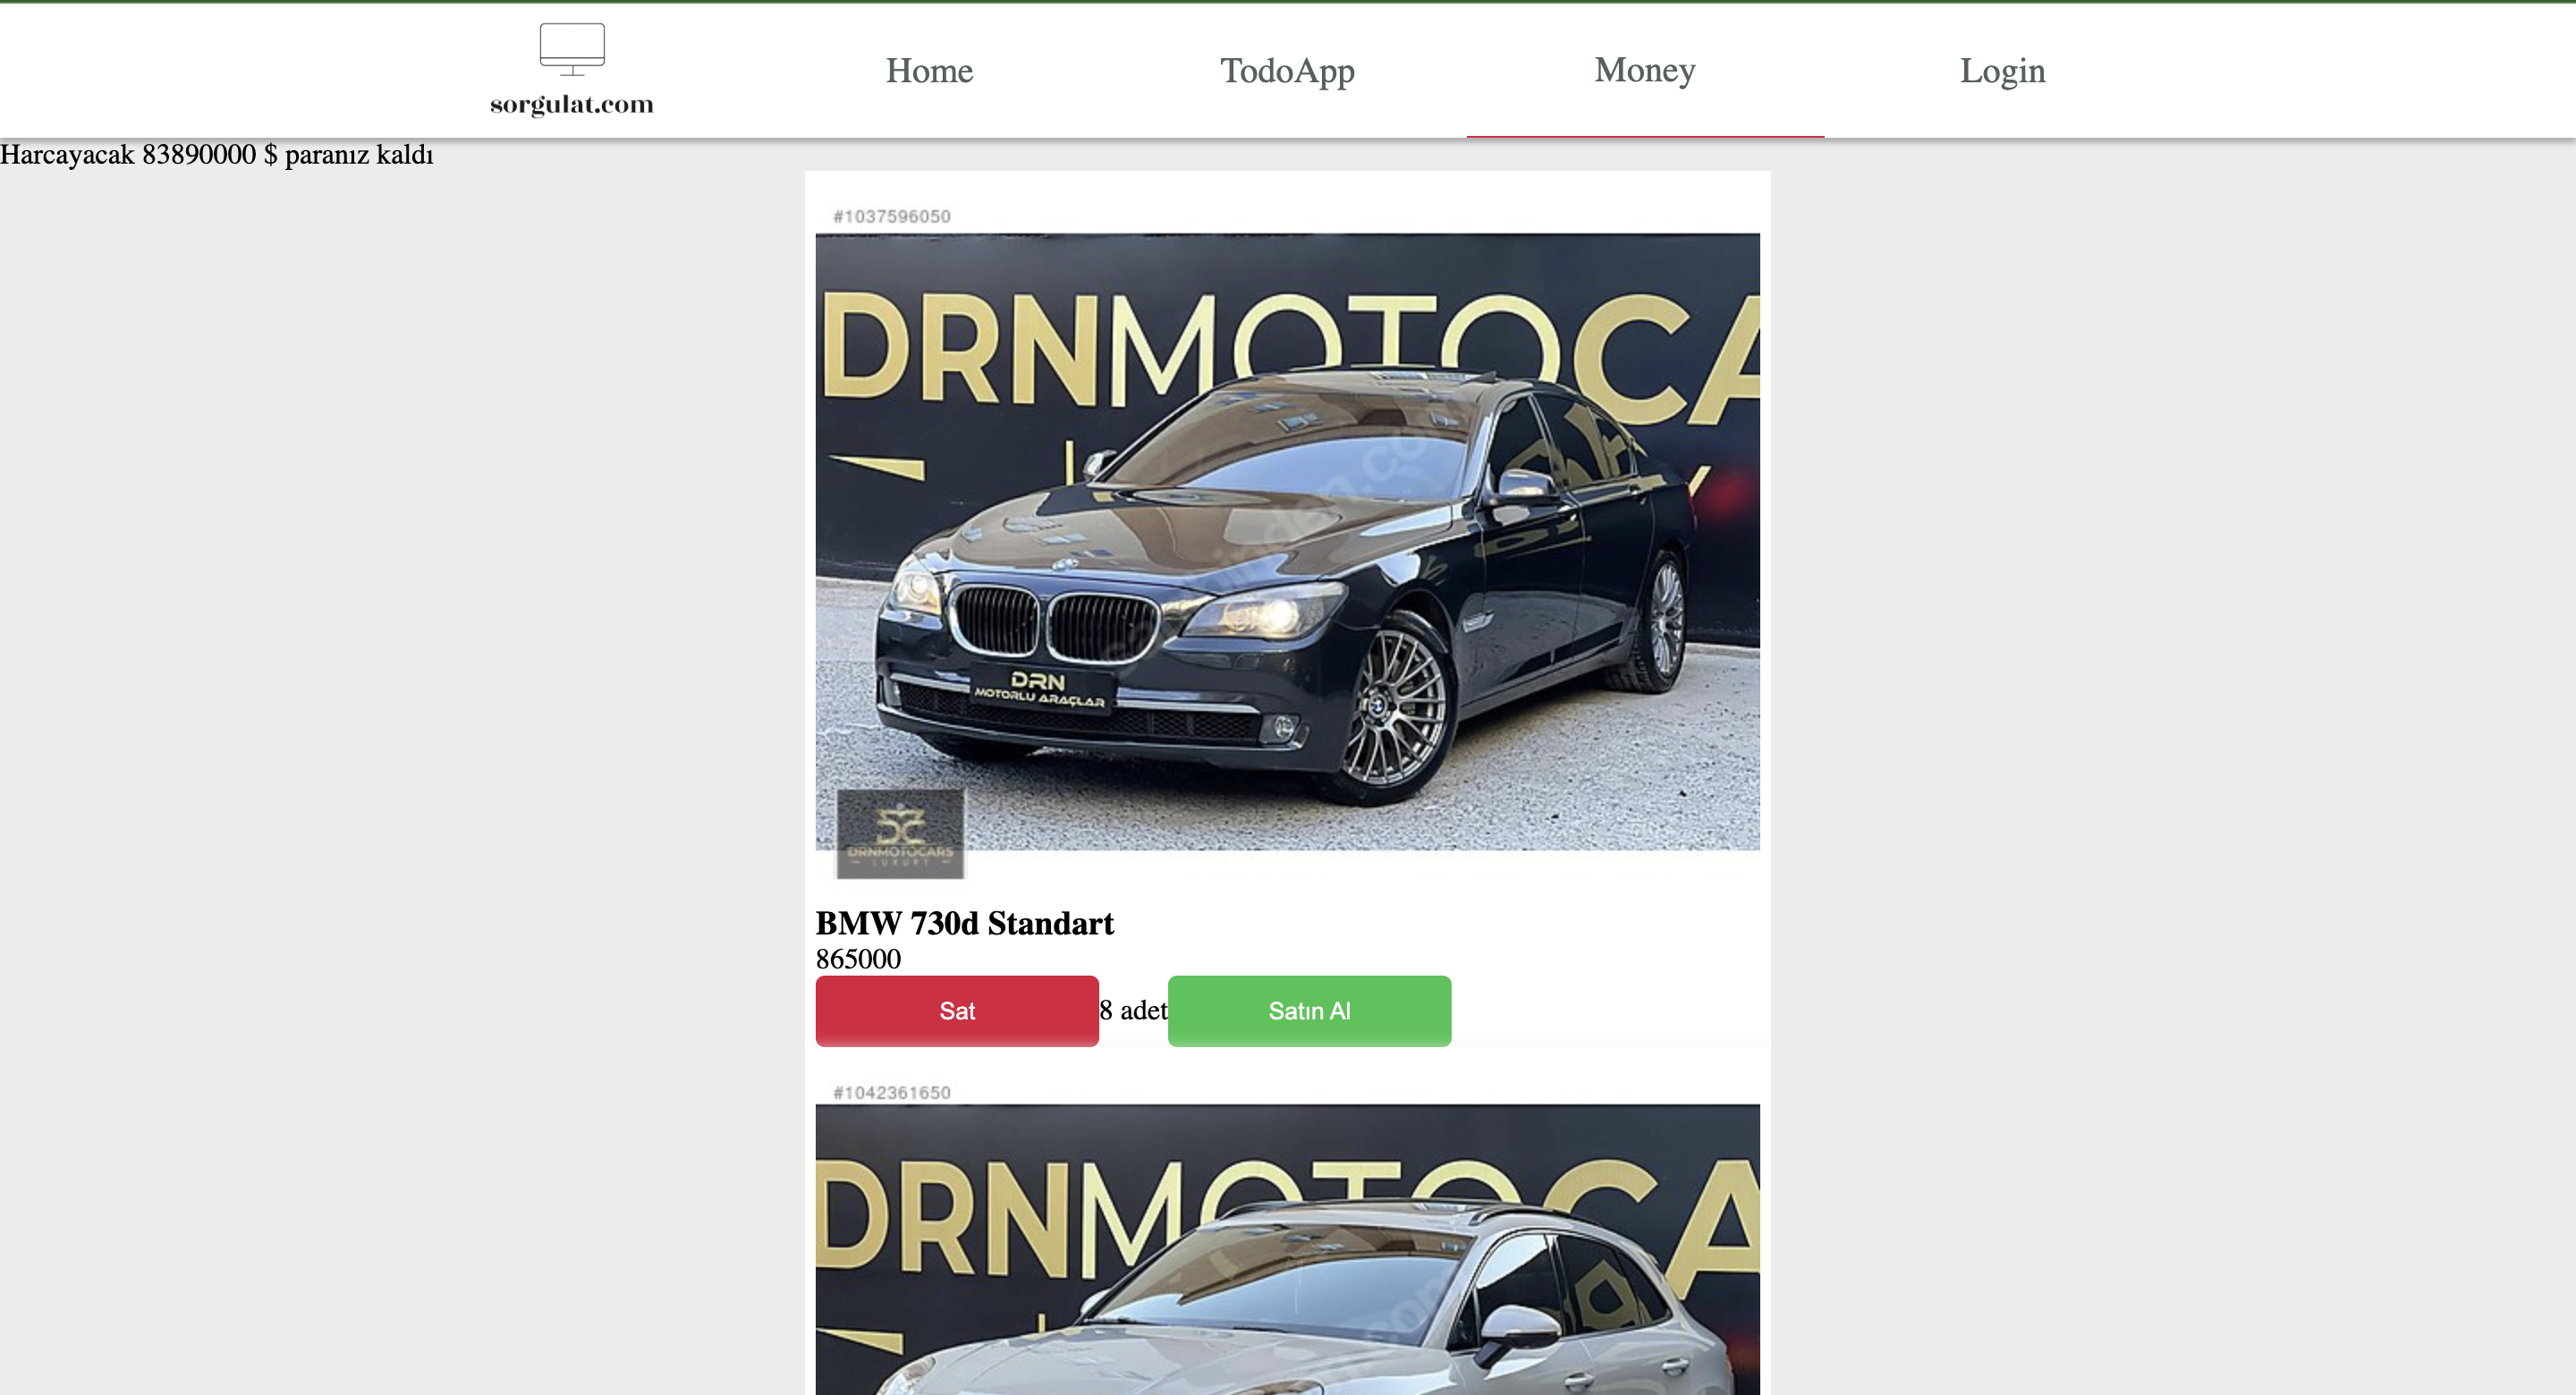 sorgulat.com
Home
TodoApp
Money
Login
Harcayacak 83890000 $ paranız kaldı
#1037596050
DRNMOTOCA
DRN
MOTORLU ARAÇLAR
DRNMOTOCARS
LUXURY
BMW 730d Standart
865000
Sat
8 adet
Satın Al
#1042361650
DRNMOTOCA